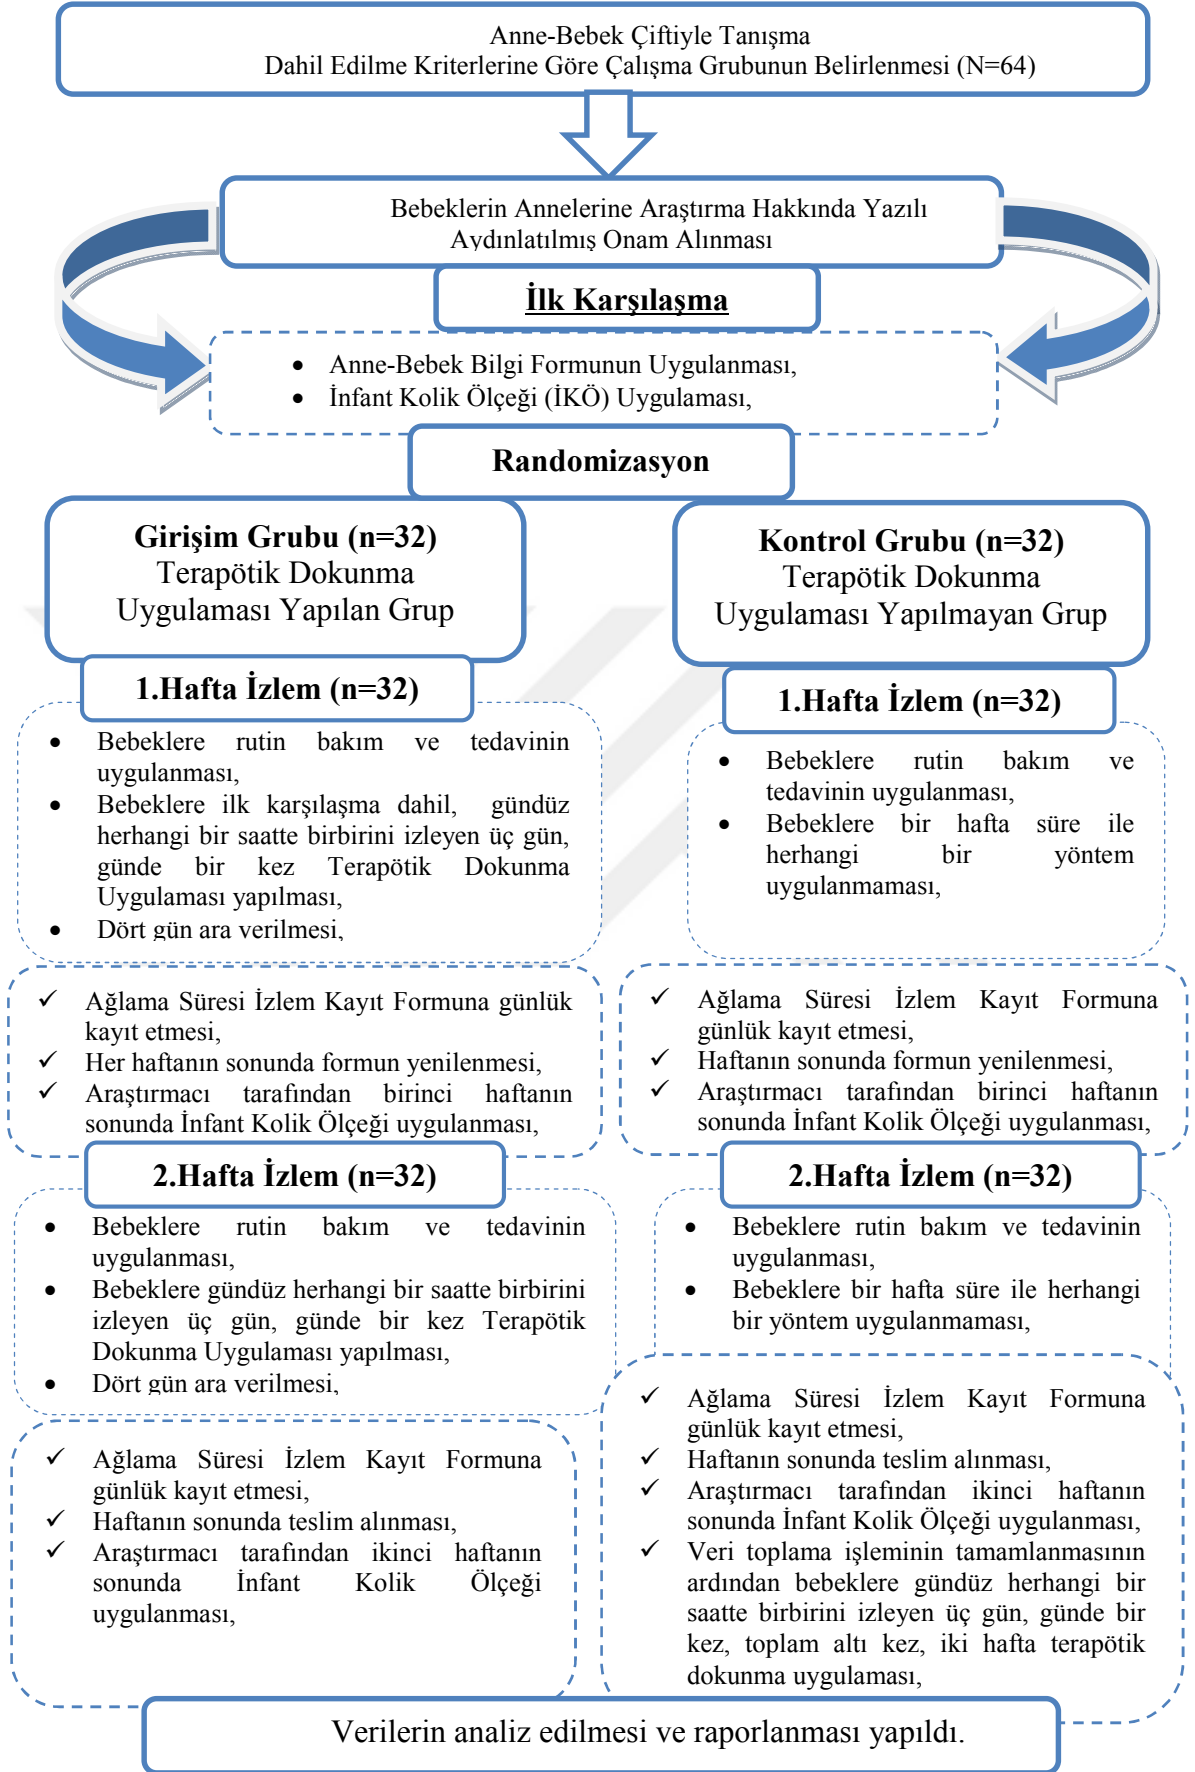 Anne-Bebek Çiftiyle Tanışma
Dahil Edilme Kriterlerine Göre Çalışma Grubunun Belirlenmesi (N=64)
Bebeklerin Annelerine Araştırma Hakkında Yazılı
Aydınlatılmış Onam Alınması
İlk Karşılaşma
• Anne-Bebek Bilgi Formunun Uygulanması,
• İnfant Kolik Ölçeği (İKÖ) Uygulaması,
Randomizasyon
Girişim Grubu (n=32)
Terapötik Dokunma
Uygulaması Yapılan Grup
Kontrol Grubu (n=32)
Terapötik Dokunma
Uygulaması Yapılmayan Grup
1.Hafta İzlem (n=32)
• Bebeklere rutin bakım ve tedavinin
uygulanması,
• Bebeklere ilk karşılaşma dahil, gündüz
herhangi bir saatte birbirini izleyen üç gün,
günde bir kez Terapötik Dokunma
Uygulaması yapılması,
• Dört gün ara verilmesi,
1.Hafta İzlem (n=32)
• Bebeklere rutin bakım ve
tedavinin uygulanması,
• Bebeklere bir hafta süre ile
herhangi bir yöntem
uygulanmaması,
✓ Ağlama Süresi İzlem Kayıt Formuna günlük
kayıt etmesi,
✓ Her haftanın sonunda formun yenilenmesi,
✓ Araştırmacı tarafından birinci haftanın
sonunda İnfant Kolik Ölçeği uygulanması,
✓ Ağlama Süresi İzlem Kayıt Formuna
günlük kayıt etmesi,
✓ Haftanın sonunda formun yenilenmesi,
✓ Araştırmacı tarafından birinci haftanın
sonunda İnfant Kolik Ölçeği uygulanması,
2.Hafta İzlem (n=32)
• Bebeklere rutin bakım ve tedavinin
uygulanması,
• Bebeklere gündüz herhangi bir saatte birbirini
izleyen üç gün, günde bir kez Terapötik
Dokunma Uygulaması yapılması,
• Dört gün ara verilmesi,
2.Hafta İzlem (n=32)
• Bebeklere rutin bakım ve tedavinin
uygulanması,
• Bebeklere bir hafta süre ile herhangi
bir yöntem uygulanmaması,
✓ Ağlama Süresi İzlem Kayıt Formuna
günlük kayıt etmesi,
✓ Haftanın sonunda teslim alınması,
✓ Araştırmacı tarafından ikinci haftanın
sonunda İnfant Kolik Ölçeği
uygulanması,
✓ Ağlama Süresi İzlem Kayıt Formuna
günlük kayıt etmesi,
✓ Haftanın sonunda teslim alınması,
✓ Araştırmacı tarafından ikinci haftanın
sonunda İnfant Kolik Ölçeği uygulanması,
✓ Veri toplama işleminin tamamlanmasının
ardından bebeklere gündüz herhangi bir
saatte birbirini izleyen üç gün, günde bir
kez, toplam altı kez, iki hafta terapötik
dokunma uygulaması,
Verilerin analiz edilmesi ve raporlanması yapıldı.